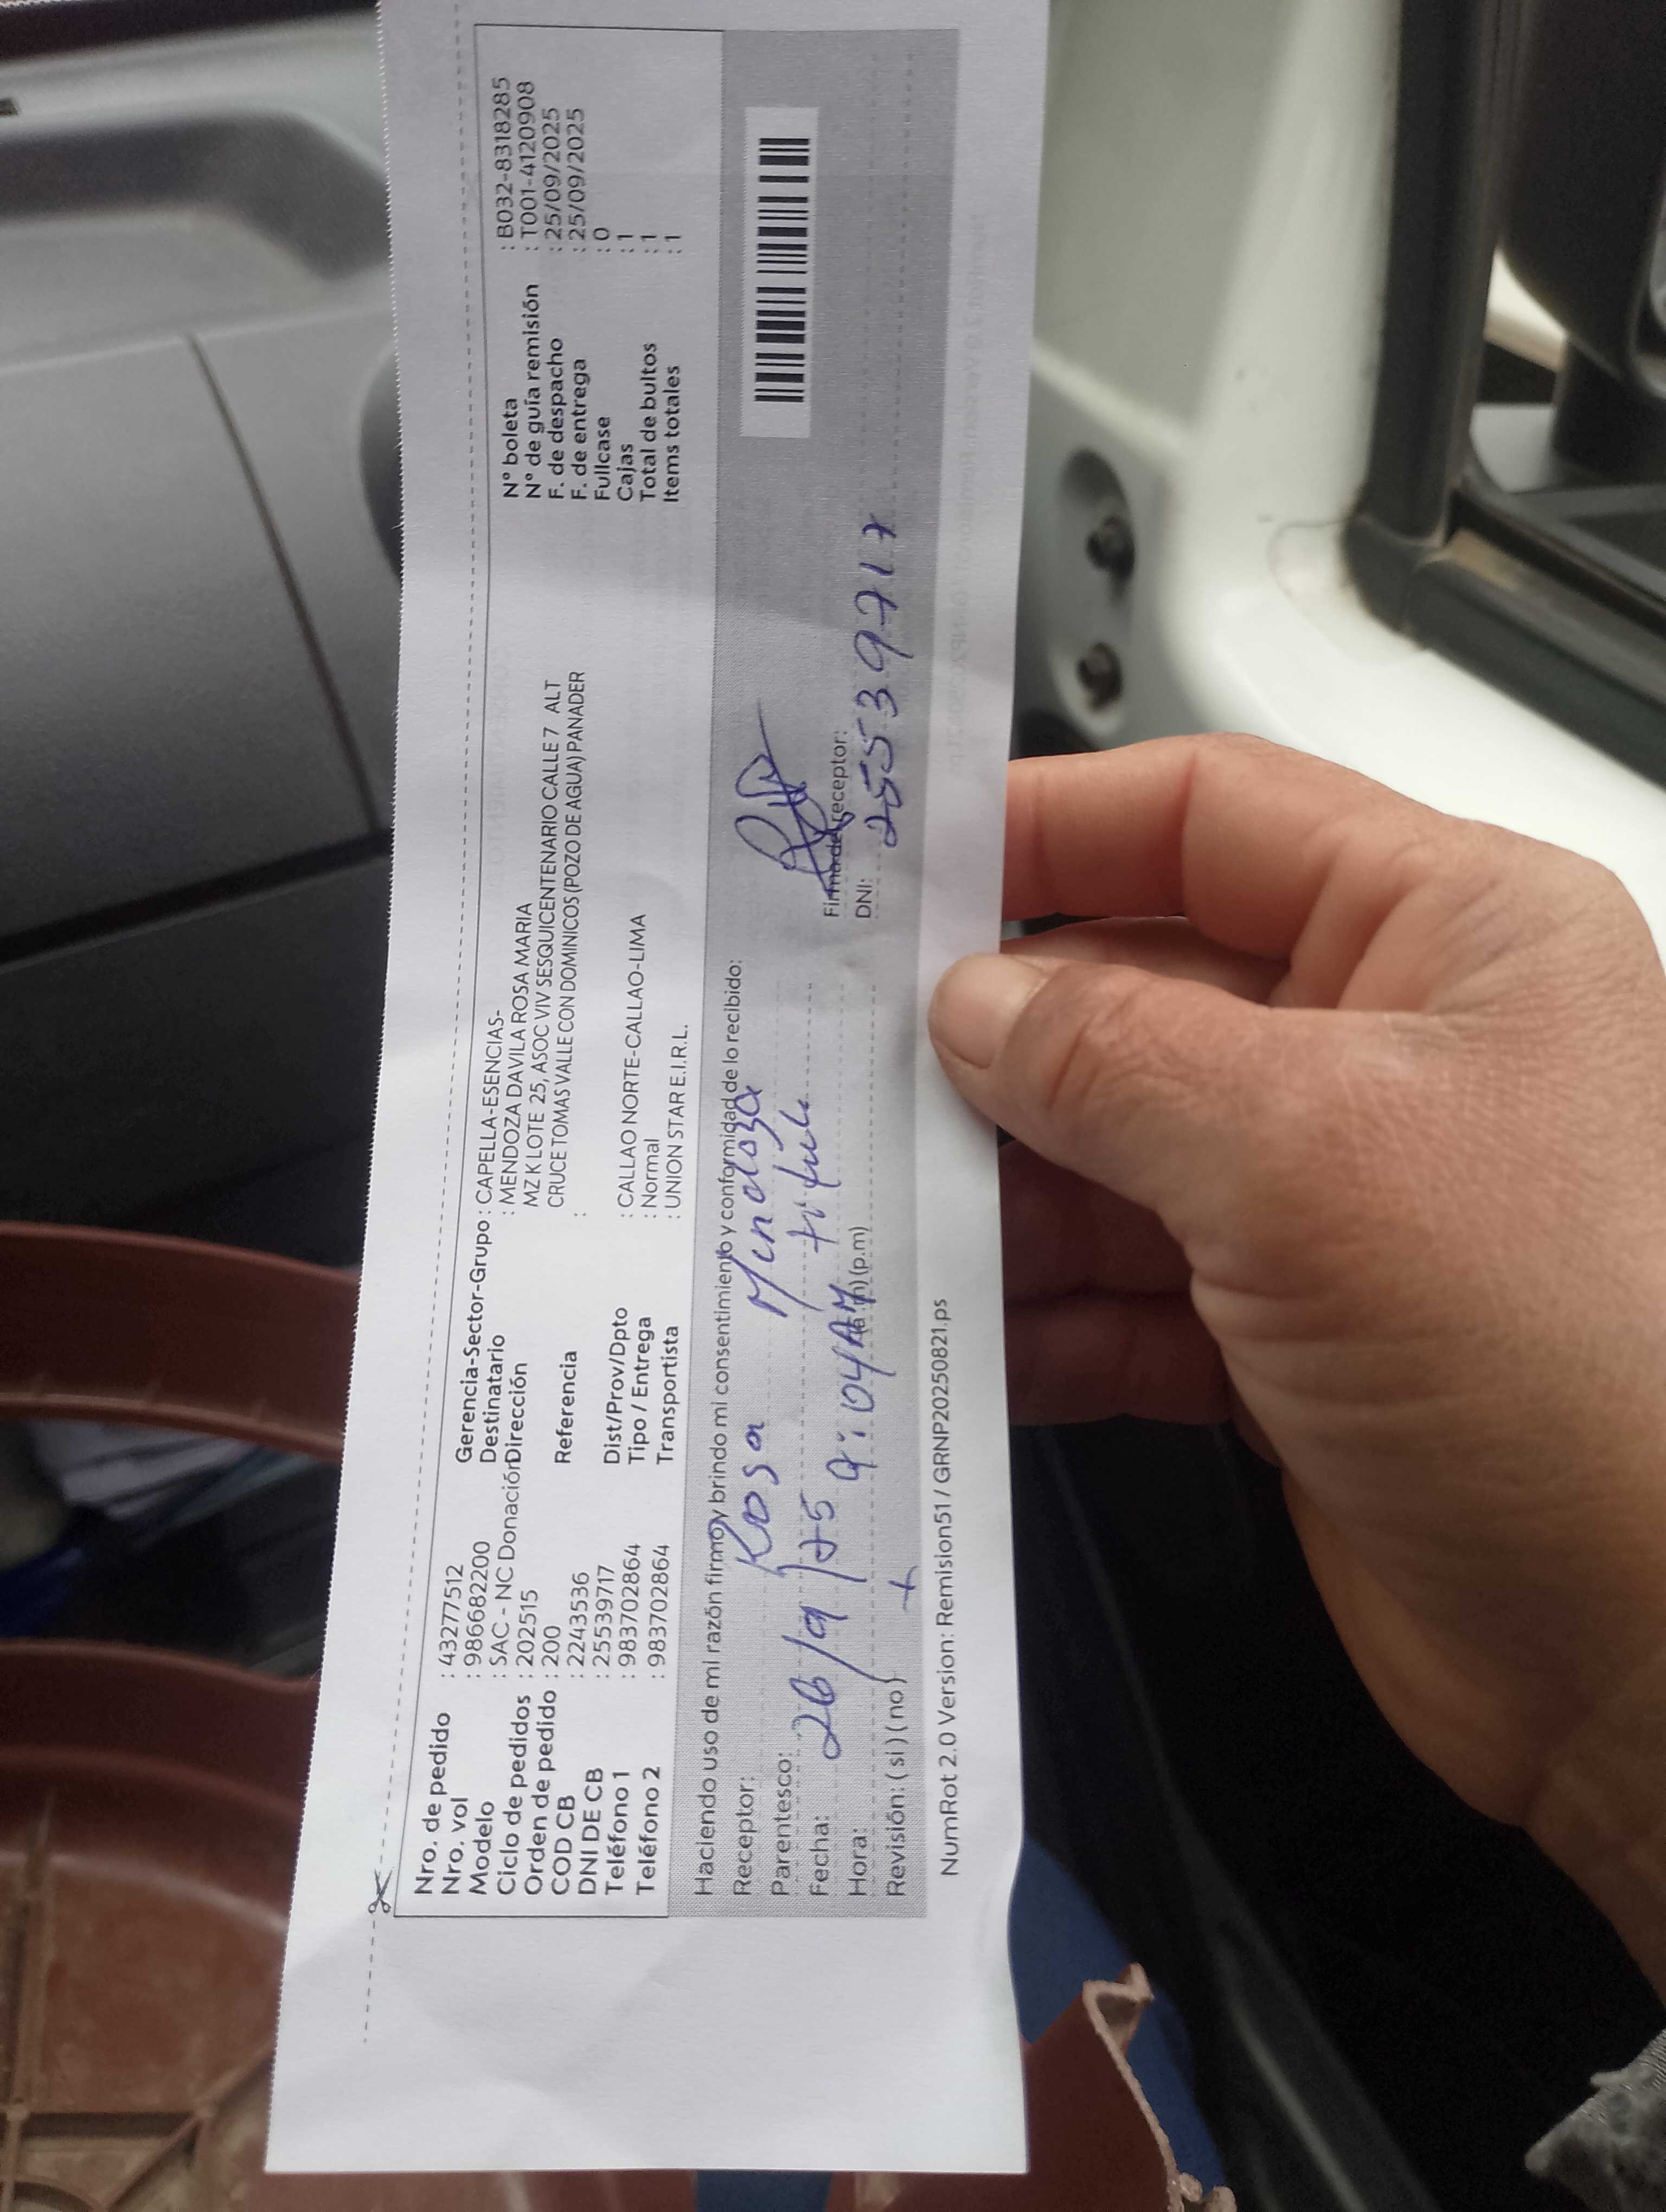 Nro. de pedido : 43277512
Nro. vol : 986682200
Modelo : SAC - NC Donación
Ciclo de pedidos : 202515
Orden de pedido : 200
COD CB : 2243536
DNI DE CB : 25539717
Teléfono 1 : 983702864
Teléfono 2 : 983702864
Gerencia-Sector-Grupo : CAPELLA-ESENCIAS-
Destinatario : MENDOZA DAVILA ROSA MARIA
Dirección MZ K LOTE 25, ASOC VIV SESQUICENTENARIO CALLE 7 ALT
CRUCE TOMAS VALLE CON DOMINICOS (POZO DE AGUA) PANADER
Referencia :
Dist/Prov/Dpto : CALLAO NORTE-CALLAO-LIMA
Tipo / Entrega : Normal
Transportista : UNION STAR E.I.R.L.
N° boleta : B032-8318285
N° de guía remisión : T001-4120908
F. de despacho : 25/09/2025
F. de entrega : 25/09/2025
Fullcase : 0
Cajas : 1
Total de bultos : 1
Items totales : 1
Haciendo uso de mi razón firmo y brindo mi consentimiento y conformidad de lo recibido:
Receptor: Rosa Mendoza
Parentesco: titular
Fecha: 26/9/25
Hora: 9:04 AM (a.m) (p.m)
Revisión: ( si ) ( no )
Firma del receptor:
DNI: 25539717
NumRot 2.0 Version: Remision51 / GRNP20250821.ps